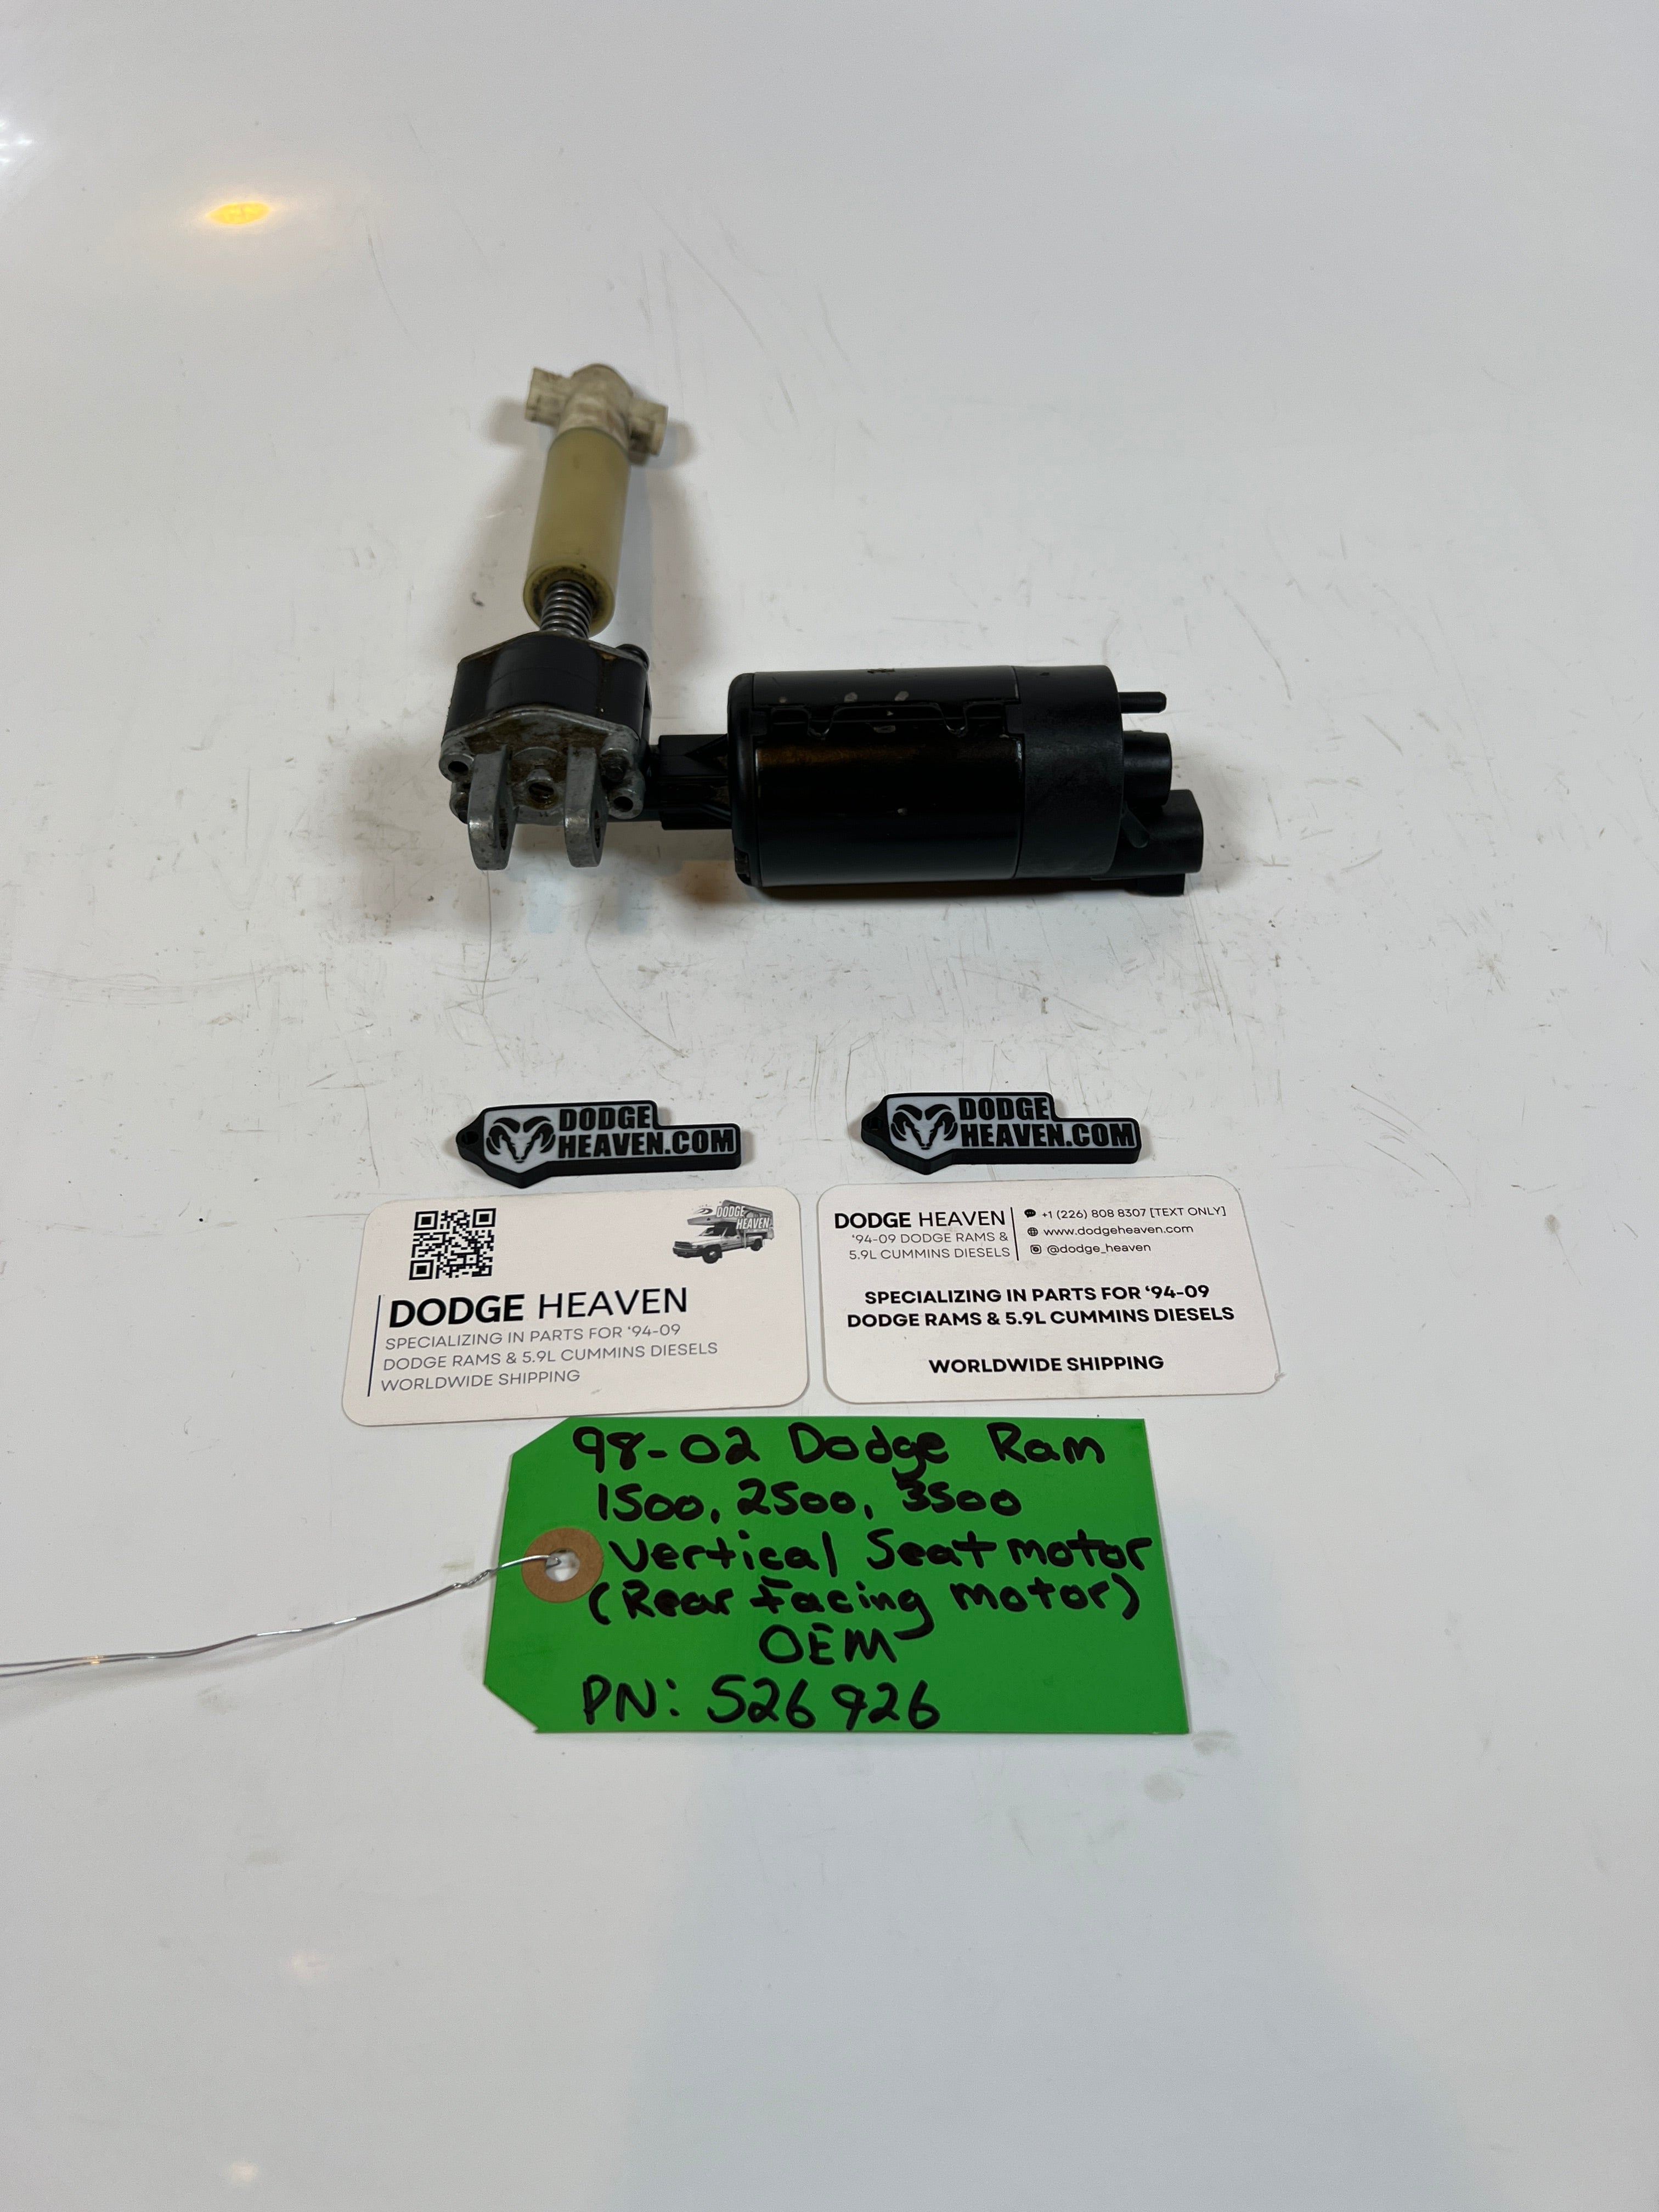 DODGE
HEAVEN.COM
DODGE
HEAVEN.COM
DODGE
HEAVEN
DODGE HEAVEN
SPECIALIZING IN PARTS FOR ‘94-09
DODGE RAMS & 5.9L CUMMINS DIESELS
WORLDWIDE SHIPPING
DODGE HEAVEN
‘94-09 DODGE RAMS &
5.9L CUMMINS DIESELS
+1 (226) 808 8307 [TEXT ONLY]
www.dodgeheaven.com
@dodge_heaven
SPECIALIZING IN PARTS FOR ‘94-09
DODGE RAMS & 5.9L CUMMINS DIESELS
WORLDWIDE SHIPPING
98-02 Dodge Ram
1500, 2500, 3500
Vertical Seat motor
(Rear Facing motor)
OEM
PN: 526926